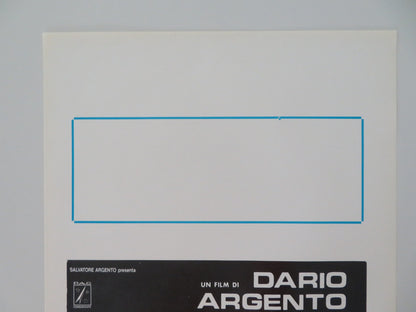 SALVATORE ARGENTO presenta
UN FILM DI DARIO
ARGENTO